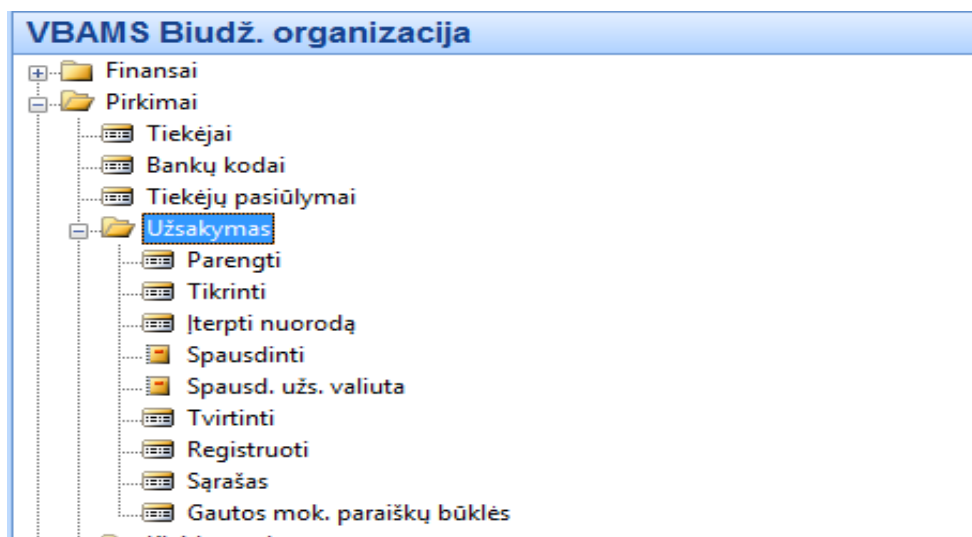 VBAMS Biudž. organizacija
Finansai
Pirkimai
Tiekėjai
Bankų kodai
Tiekėjų pasiūlymai
Užsakymas
Parengti
Tikrinti
Įterpti nuorodą
Spausdinti
Spausd. užs. valiuta
Tvirtinti
Registruoti
Sąrašas
Gautos mok. paraiškų būklės